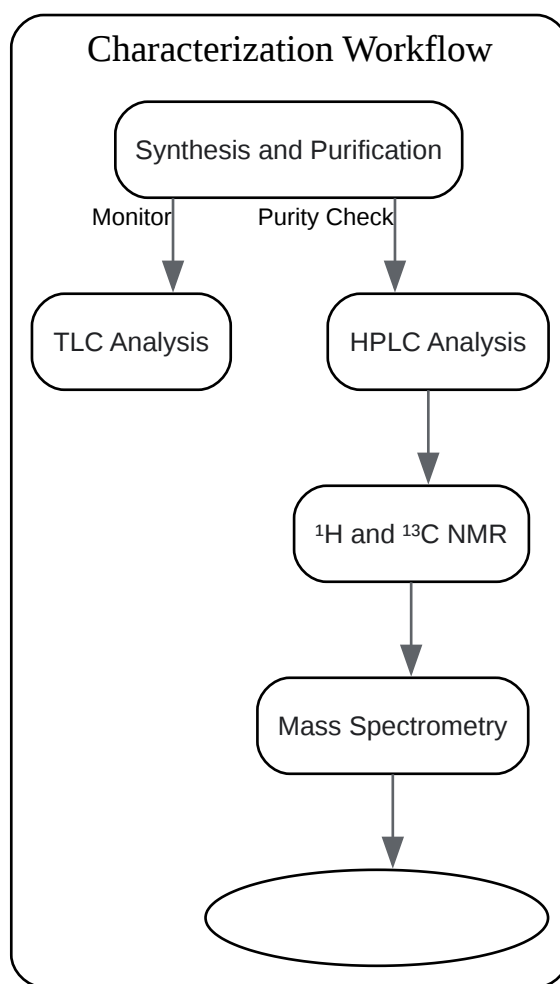 Characterization Workflow
Synthesis and Purification
Monitor
Purity Check
TLC Analysis
HPLC Analysis
¹H and ¹³C NMR
Mass Spectrometry